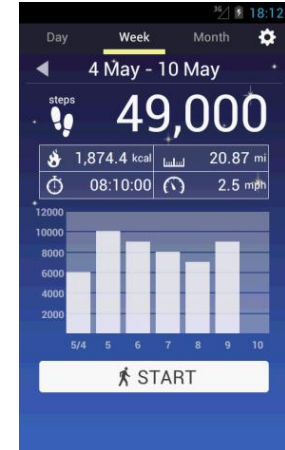 3G 18:12
Day Week Month
4 May - 10 May
steps
49,000
1,874.4 kcal 20.87 mi
08:10:00 2.5 mph
12000
10000
8000
6000
4000
2000
5/4 5 6 7 8 9 10
START